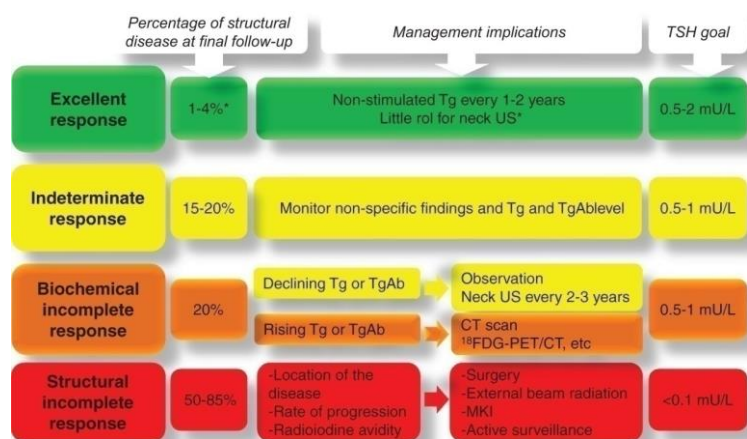 Percentage of structural
disease at final follow-up
Management implications
TSH goal
Excellent
response
1-4%*
Non-stimulated Tg every 1-2 years
Little rol for neck US*
0.5-2 mU/L
Indeterminate
response
15-20%
Monitor non-specific findings and Tg and TgAblevel
0.5-1 mU/L
Biochemical
incomplete
response
20%
Declining Tg or TgAb
Observation
Neck US every 2-3 years
Rising Tg or TgAb
CT scan
¹⁸FDG-PET/CT, etc
0.5-1 mU/L
Structural
incomplete
response
50-85%
-Location of the
disease
-Rate of progression
-Radioiodine avidity
-Surgery
-External beam radiation
-MKI
-Active surveillance
<0.1 mU/L